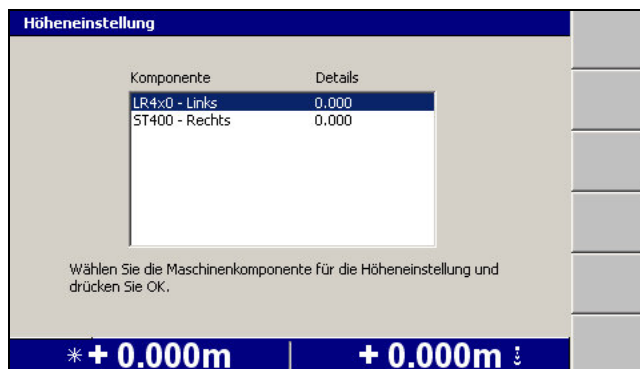 Höheneinstellung
Komponente Details
LR4x0 - Links 0.000
ST400 - Rechts 0.000
Wählen Sie die Maschinenkomponente für die Höheneinstellung und
drücken Sie OK.
+ 0.000m + 0.000m